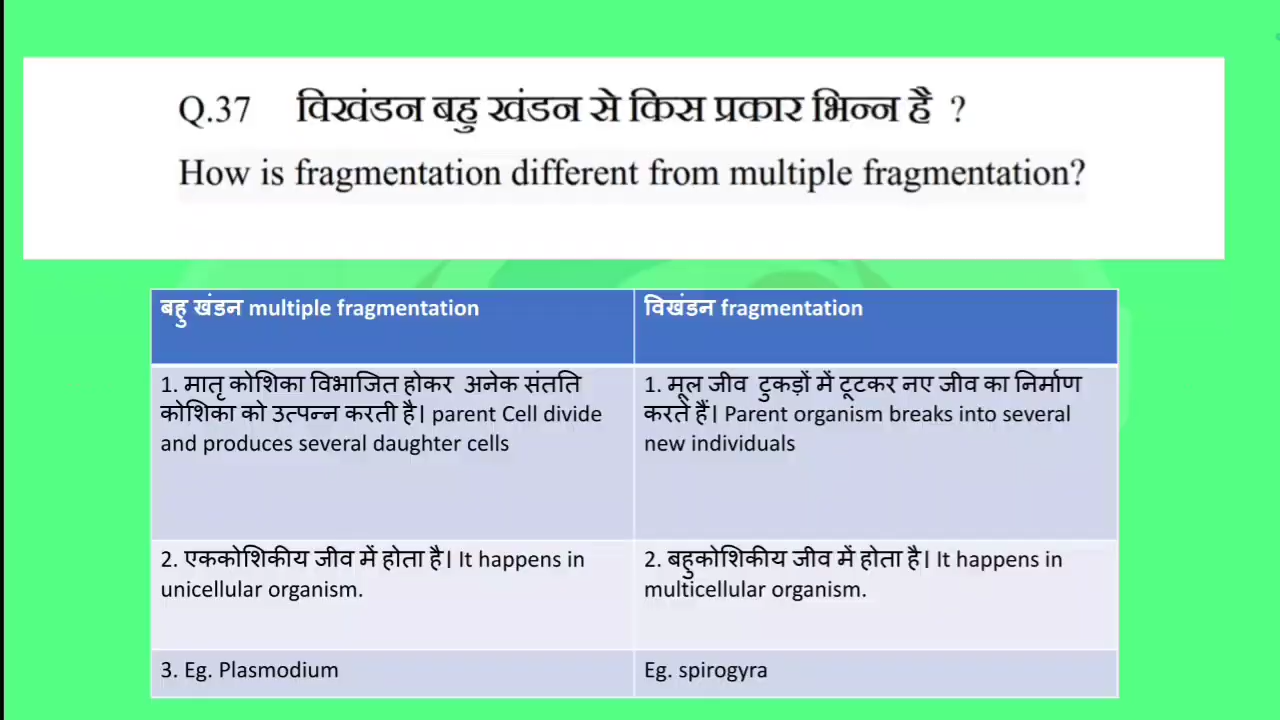 Q.37 विखंडन बहु खंडन से किस प्रकार भिन्न है ?
How is fragmentation different from multiple fragmentation?
बहु खंडन multiple fragmentation
विखंडन fragmentation
1. मातृ कोशिका विभाजित होकर अनेक संतति
कोशिका को उत्पन्न करती है। parent Cell divide
and produces several daughter cells
1. मूल जीव टुकड़ों में टूटकर नए जीव का निर्माण
करते हैं। Parent organism breaks into several
new individuals
2. एककोशिकीय जीव में होता है। It happens in
unicellular organism.
2. बहुकोशिकीय जीव में होता है। It happens in
multicellular organism.
3. Eg. Plasmodium
Eg. spirogyra